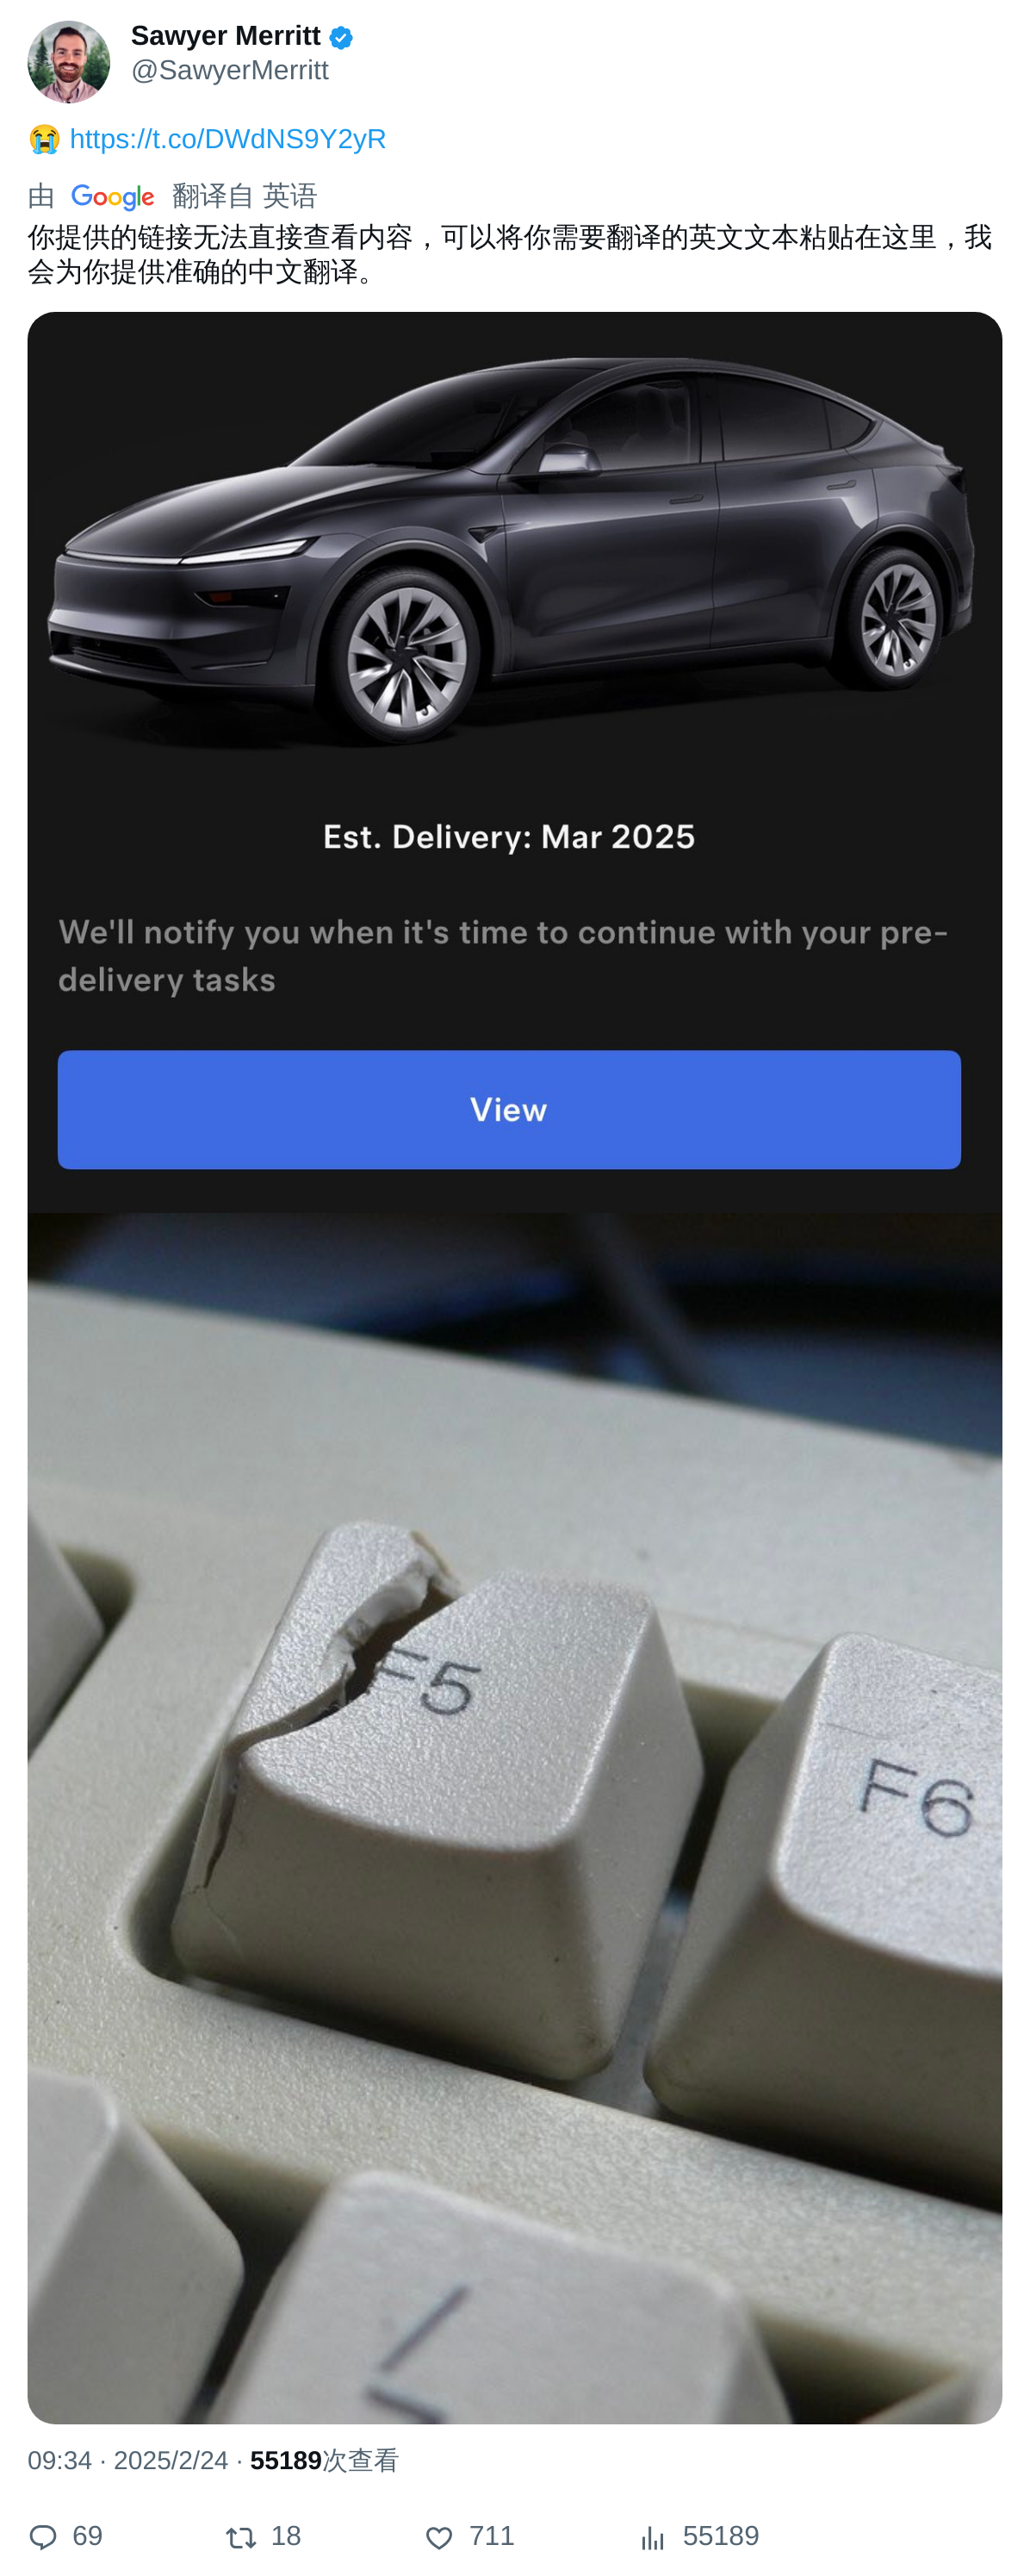 Sawyer Merritt
@SawyerMerritt
😭 https://t.co/DWdNS9Y2yR
由 Google 翻译自 英语
你提供的链接无法直接查看内容，可以将你需要翻译的英文文本粘贴在这里，我
会为你提供准确的中文翻译。
Est. Delivery: Mar 2025
We'll notify you when it's time to continue with your pre-
delivery tasks
View
F5
F6
09:34 · 2025/2/24 · 55189次查看
69 18 711 55189